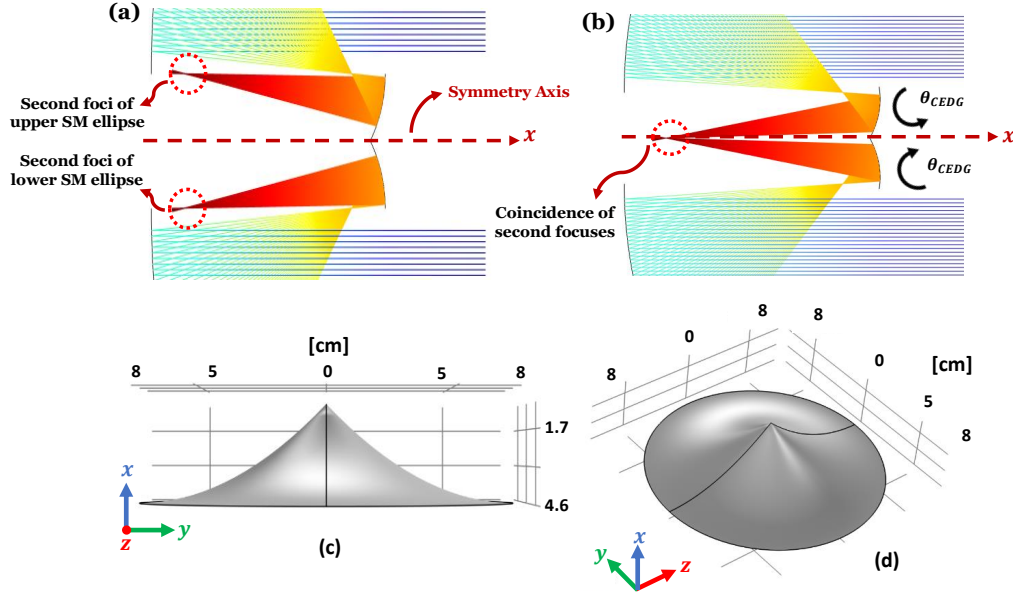 (a)
Second foci of
upper SM ellipse
Symmetry Axis
x
Second foci of
lower SM ellipse
(b)
θCEDG
x
θCEDG
Coincidence of
second focuses
[cm]
8 5 0 5 8
1.7
4.6
x
y
z
(c)
8 8
0 0
8 5
[cm]
8
x
y
z
(d)